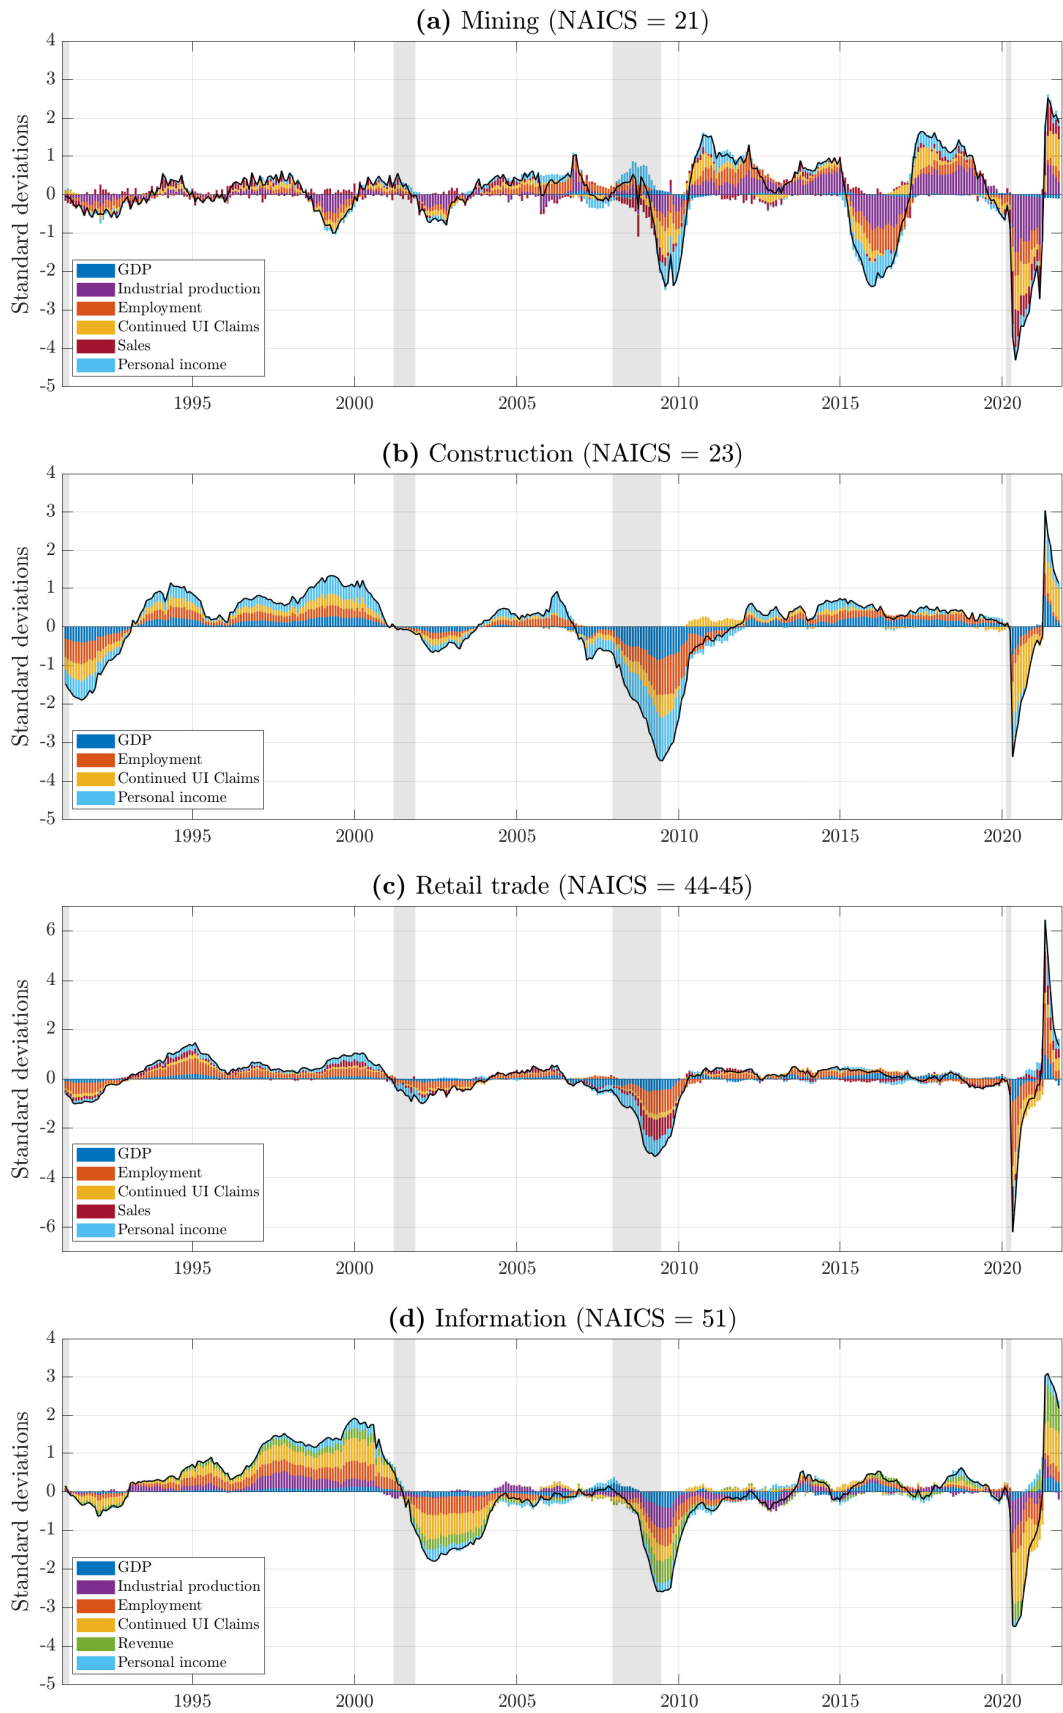 (a) Mining (NAICS = 21)
Standard deviations
4
3
2
1
0
-1
-2
-3
-4
-5
GDP
Industrial production
Employment
Continued UI Claims
Sales
Personal income
1995 2000 2005 2010 2015 2020
(b) Construction (NAICS = 23)
Standard deviations
4
3
2
1
0
-1
-2
-3
-4
-5
GDP
Employment
Continued UI Claims
Personal income
1995 2000 2005 2010 2015 2020
(c) Retail trade (NAICS = 44-45)
Standard deviations
6
4
2
0
-2
-4
-6
GDP
Employment
Continued UI Claims
Sales
Personal income
1995 2000 2005 2010 2015 2020
(d) Information (NAICS = 51)
Standard deviations
4
3
2
1
0
-1
-2
-3
-4
-5
GDP
Industrial production
Employment
Continued UI Claims
Revenue
Personal income
1995 2000 2005 2010 2015 2020